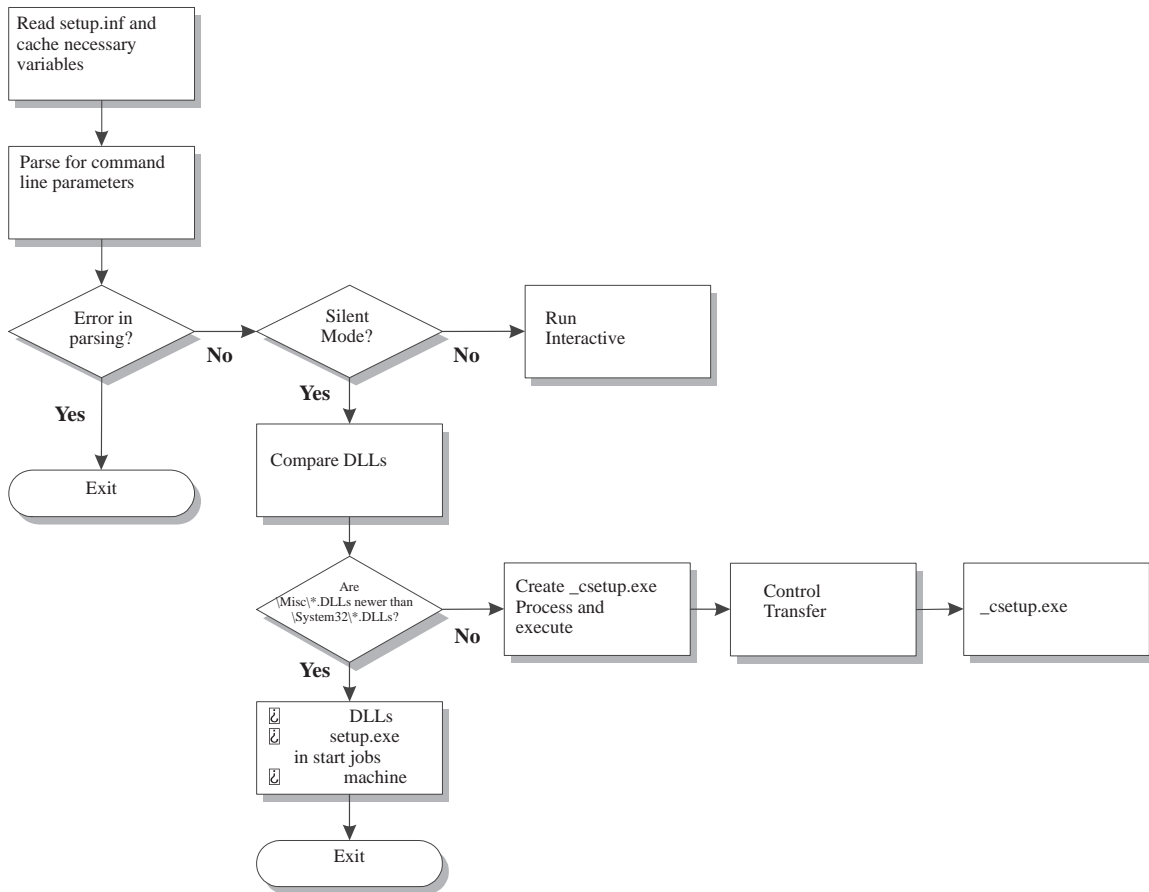 Read setup.inf and
cache necessary
variables
Parse for command
line parameters
Error in
parsing?
No
Silent
Mode?
No
Run
Interactive
Yes
Yes
Exit
Compare DLLs
Are
\Misc\*.DLLs newer than
\System32\*.DLLs?
No
Create _csetup.exe
Process and
execute
Control
Transfer
_csetup.exe
Yes
¿ DLLs
¿ setup.exe
in start jobs
¿ machine
Exit